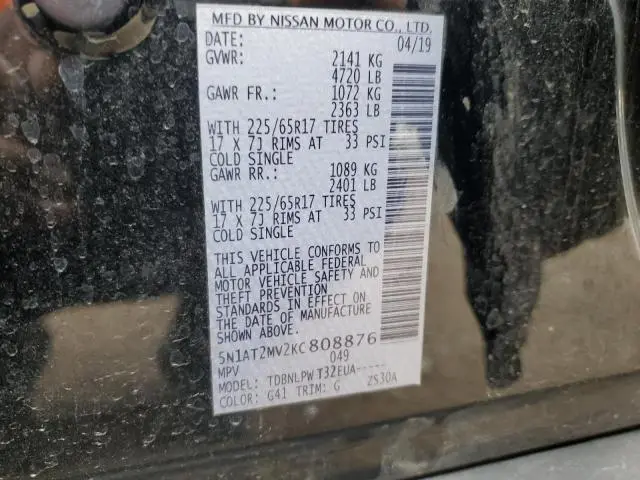 MFD BY NISSAN MOTOR CO., LTD.
DATE: 04/19
GVWR: 2141 KG
4720 LB
GAWR FR.: 1072 KG
2363 LB
WITH 225/65R17 TIRES
17 X 7J RIMS AT 33 PSI
COLD SINGLE
GAWR RR.: 1089 KG
2401 LB
WITH 225/65R17 TIRES
17 X 7J RIMS AT 33 PSI
COLD SINGLE
THIS VEHICLE CONFORMS TO
ALL APPLICABLE FEDERAL
MOTOR VEHICLE SAFETY AND
THEFT PREVENTION
STANDARDS IN EFFECT ON
THE DATE OF MANUFACTURE
SHOWN ABOVE.
5N1AT2MV2KC808876
MPV 049
MODEL: TDBNLPWT32EUA-----
COLOR: G41 TRIM: G 2S30A